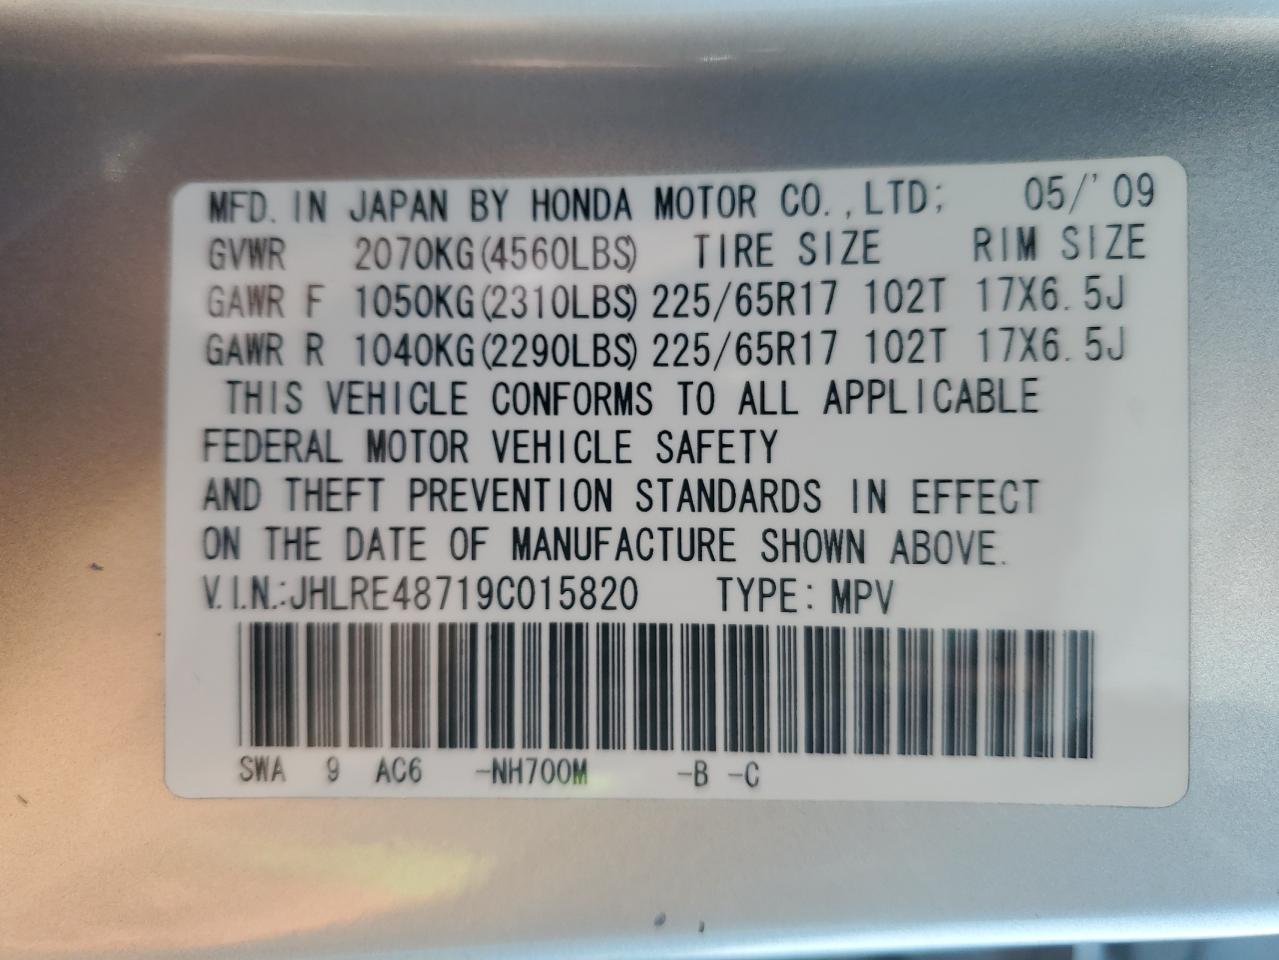 MFD. IN JAPAN BY HONDA MOTOR CO., LTD; 05/'09
GVWR 2070KG(4560LBS) TIRE SIZE RIM SIZE
GAWR F 1050KG(2310LBS) 225/65R17 102T 17X6.5J
GAWR R 1040KG(2290LBS) 225/65R17 102T 17X6.5J
THIS VEHICLE CONFORMS TO ALL APPLICABLE
FEDERAL MOTOR VEHICLE SAFETY
AND THEFT PREVENTION STANDARDS IN EFFECT
ON THE DATE OF MANUFACTURE SHOWN ABOVE.
V.I.N.:JHLRE48719C015820 TYPE: MPV
SWA 9 AC6 -NH700M -B -C